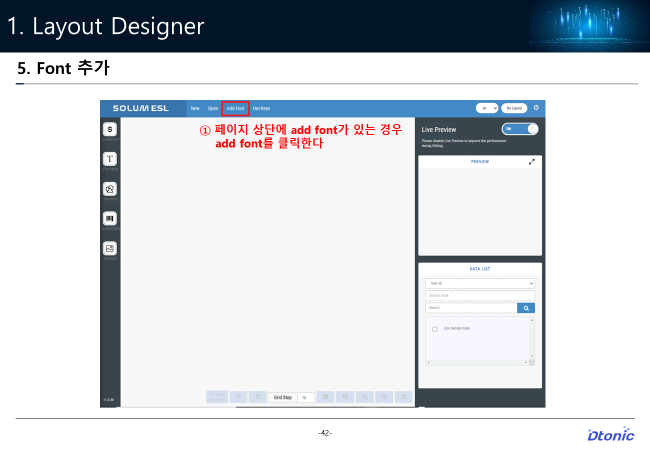 1. Layout Designer
5. Font 추가
SOLUM ESL
New Open Add Font Hot-Keys
No Layout
① 페이지 상단에 add font가 있는 경우
add font를 클릭한다
Live Preview
ON
Please disable Live Preview to improve the performance
during Editing.
PREVIEW
DATA LIST
Item ID
Station Code
Search
Use Sample Data
Grid Step
10
-42-
Dtonic